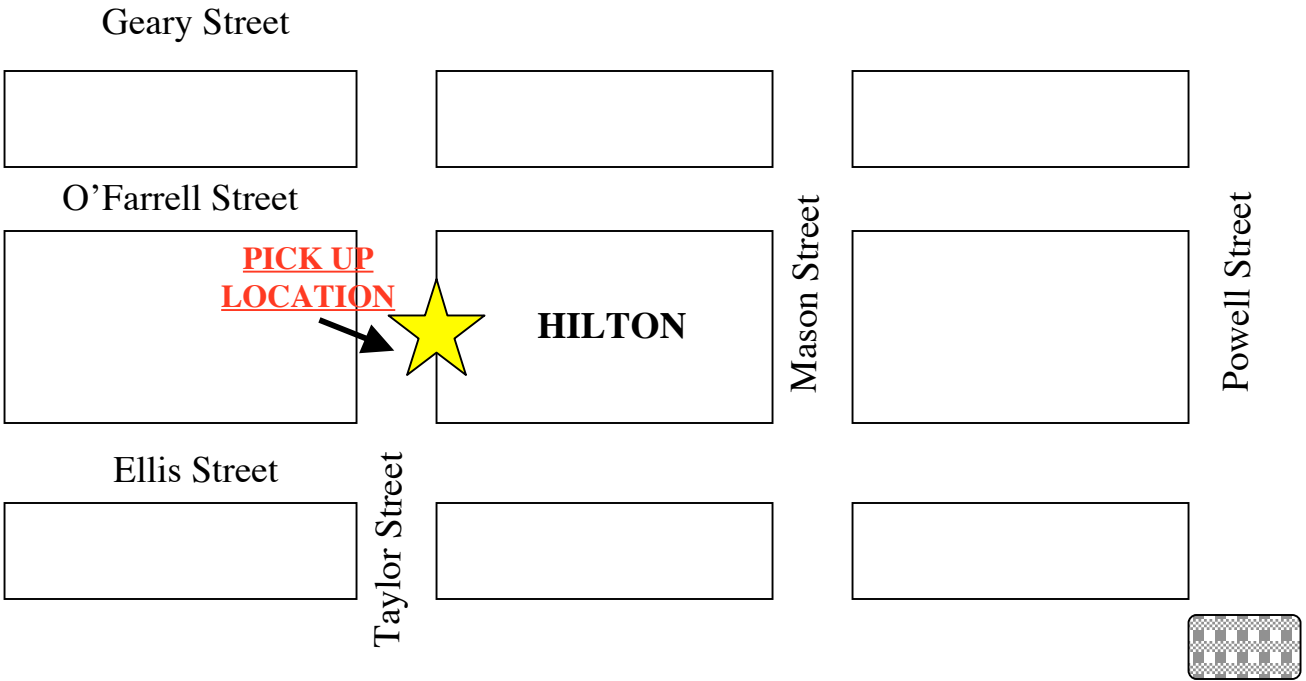 Geary Street
O’Farrell Street
PICK UP
LOCATION
HILTON
Mason Street
Powell Street
Ellis Street
Taylor Street